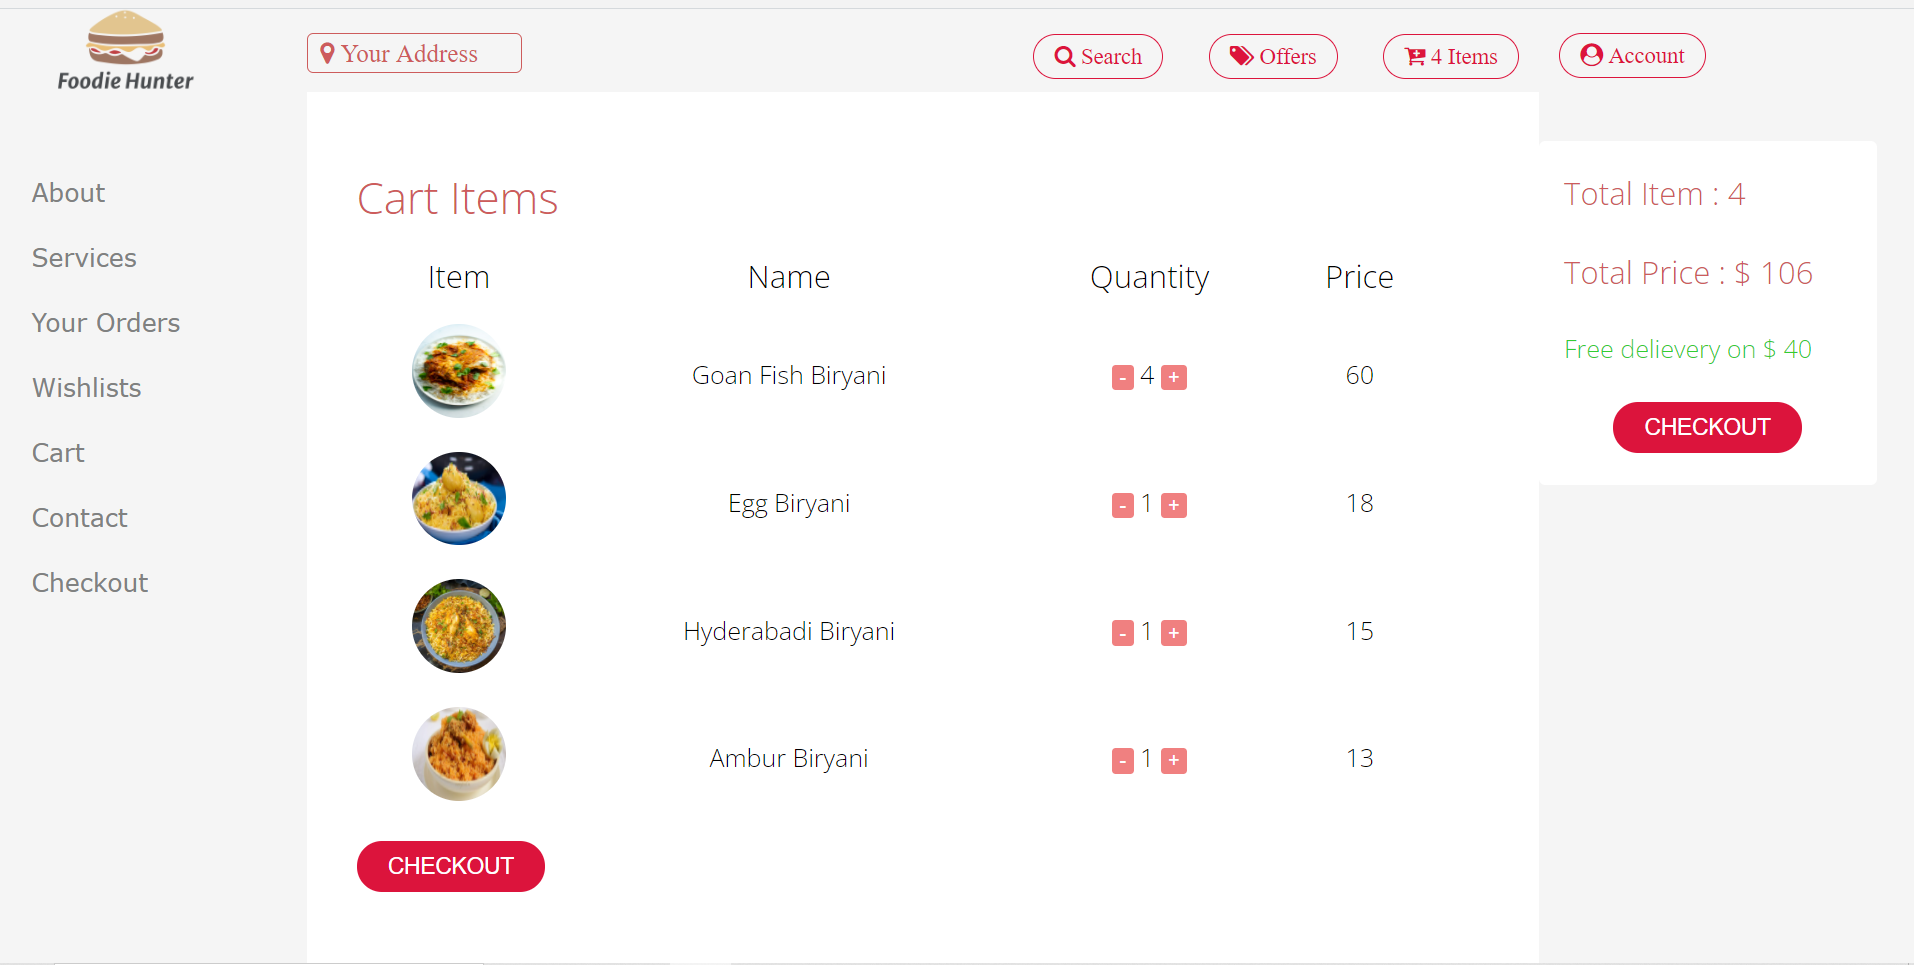 Foodie Hunter
Your Address
Search
Offers
4 Items
Account
About
Services
Your Orders
Wishlists
Cart
Contact
Checkout
Cart Items
Item Name Quantity Price
Goan Fish Biryani - 4 + 60
Egg Biryani - 1 + 18
Hyderabadi Biryani - 1 + 15
Ambur Biryani - 1 + 13
CHECKOUT
Total Item : 4
Total Price : $ 106
Free delievery on $ 40
CHECKOUT